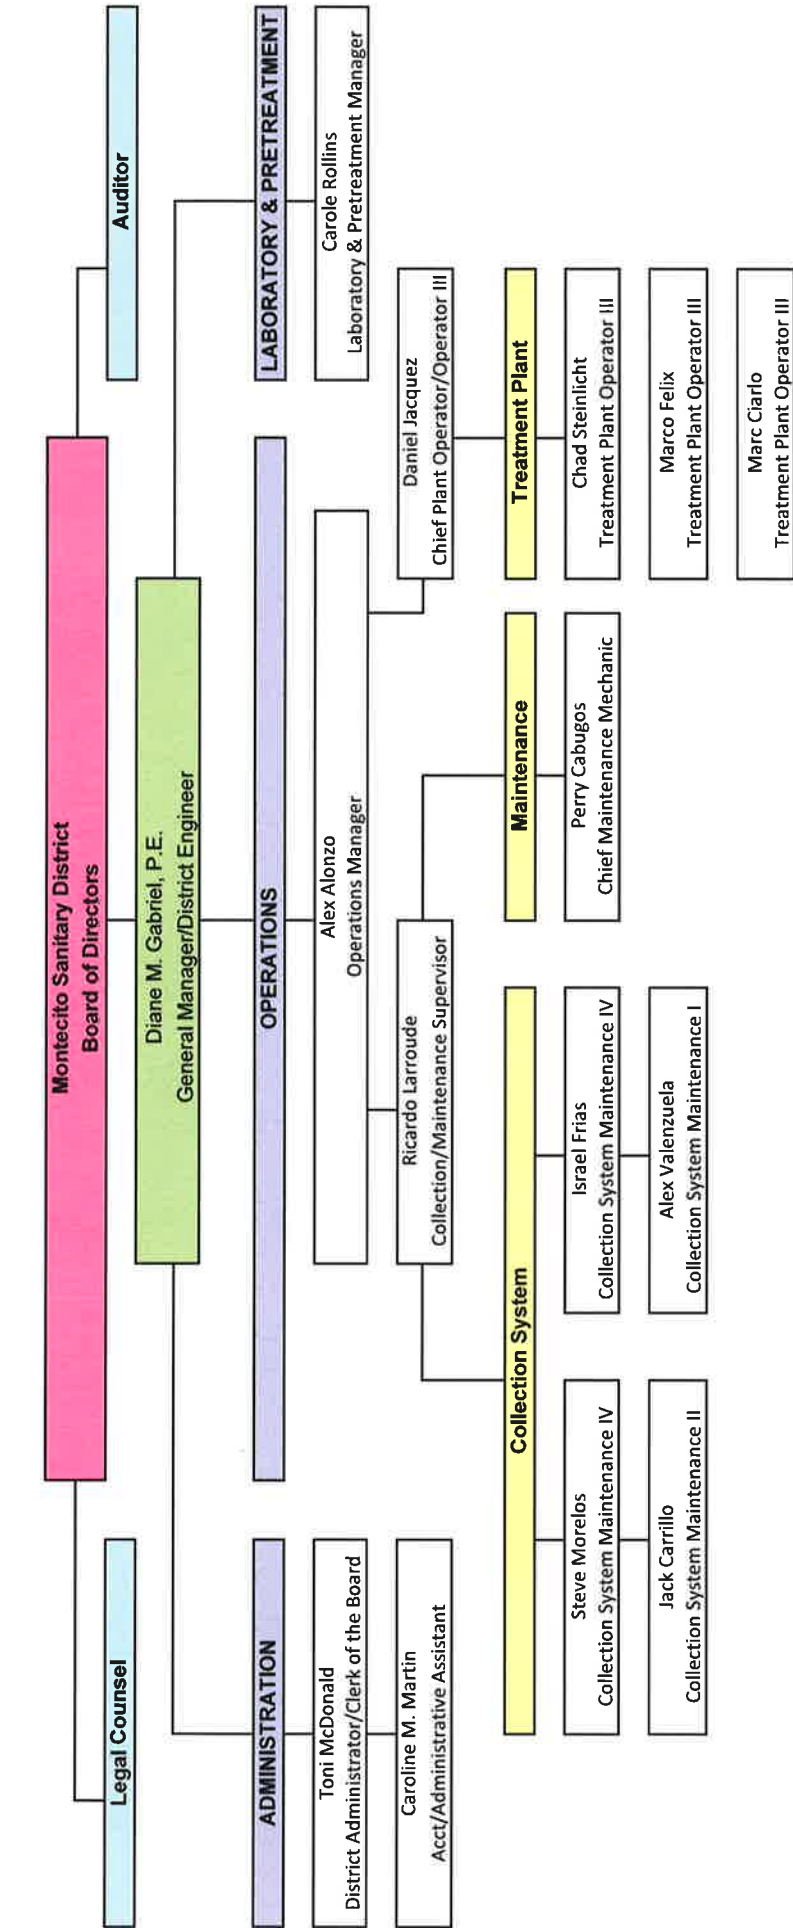 Montecito Sanitary District
Board of Directors
Legal Counsel
Auditor
Diane M. Gabriel, P.E.
General Manager/District Engineer
ADMINISTRATION
OPERATIONS
LABORATORY & PRETREATMENT
Toni McDonald
District Administrator/Clerk of the Board
Alex Alonzo
Operations Manager
Carole Rollins
Laboratory & Pretreatment Manager
Caroline M. Martin
Acct/Administrative Assistant
Ricardo Larroude
Collection/Maintenance Supervisor
Daniel Jacquez
Chief Plant Operator/Operator III
Collection System
Maintenance
Treatment Plant
Steve Morelos
Collection System Maintenance IV
Israel Frias
Collection System Maintenance IV
Perry Cabugos
Chief Maintenance Mechanic
Chad Steinlicht
Treatment Plant Operator III
Jack Carrillo
Collection System Maintenance II
Alex Valenzuela
Collection System Maintenance I
Marco Felix
Treatment Plant Operator III
Marc Ciarlo
Treatment Plant Operator III